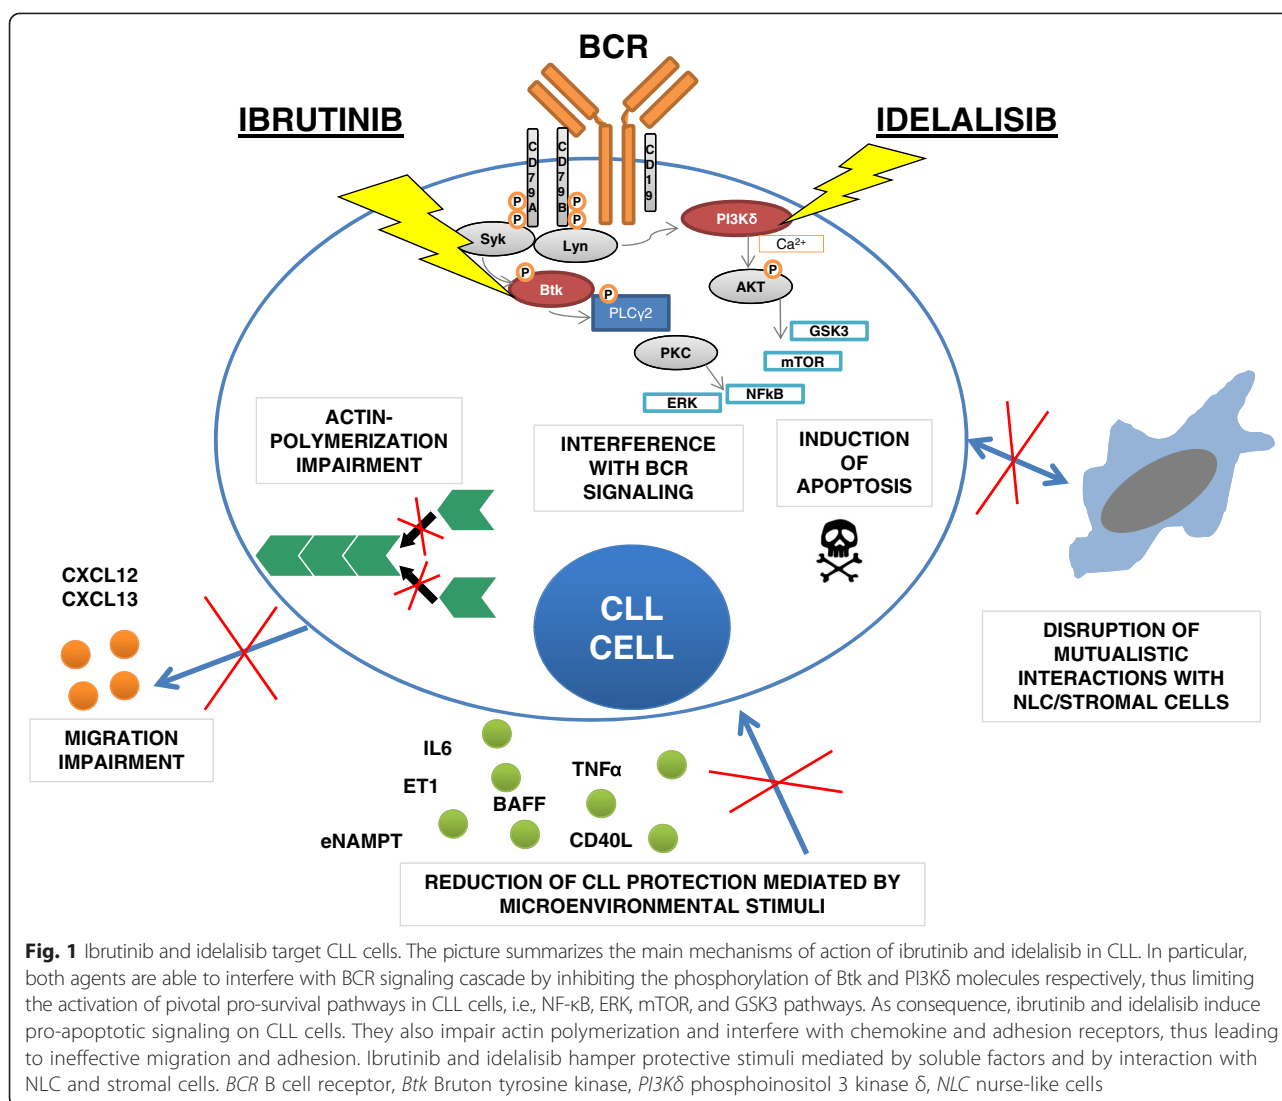 BCR
IBRUTINIB
IDELALISIB
CD79A
CD79B
CD19
P
P
P
P
Syk
Lyn
PI3Kδ
Ca2+
P
Btk
P
AKT
P
PLCγ2
GSK3
PKC
mTOR
ERK
NFkB
ACTIN-
POLYMERIZATION
IMPAIRMENT
INTERFERENCE
WITH BCR
SIGNALING
INDUCTION
OF
APOPTOSIS
CXCL12
CXCL13
CLL
CELL
MIGRATION
IMPAIRMENT
DISRUPTION OF
MUTUALISTIC
INTERACTIONS WITH
NLC/STROMAL CELLS
IL6
TNFα
ET1
BAFF
eNAMPT
CD40L
REDUCTION OF CLL PROTECTION MEDIATED BY
MICROENVIRONMENTAL STIMULI
Fig. 1 Ibrutinib and idelalisib target CLL cells. The picture summarizes the main mechanisms of action of ibrutinib and idelalisib in CLL. In particular,
both agents are able to interfere with BCR signaling cascade by inhibiting the phosphorylation of Btk and PI3Kδ molecules respectively, thus limiting
the activation of pivotal pro-survival pathways in CLL cells, i.e., NF-κB, ERK, mTOR, and GSK3 pathways. As consequence, ibrutinib and idelalisib induce
pro-apoptotic signaling on CLL cells. They also impair actin polymerization and interfere with chemokine and adhesion receptors, thus leading
to ineffective migration and adhesion. Ibrutinib and idelalisib hamper protective stimuli mediated by soluble factors and by interaction with
NLC and stromal cells. BCR B cell receptor, Btk Bruton tyrosine kinase, PI3Kδ phosphoinositol 3 kinase δ, NLC nurse-like cells